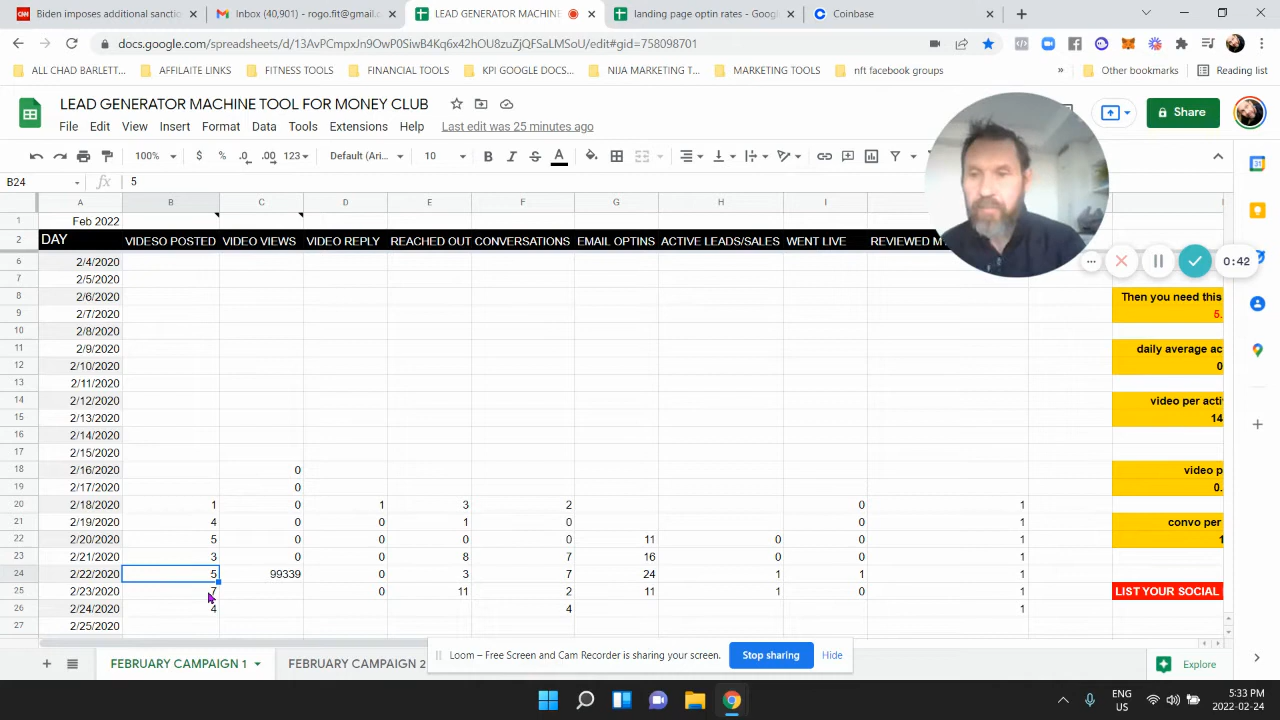 Biden imposes additional sanction
Inbox (40,901) - rogo.fit@gmail.c
LEAD GENERATOR MACHINE
landing page optin rates - Goog
Coinbase
docs.google.com/spreadsheets/d/
ALL CHAD BARLETT...
AFFILAITE LINKS
FITNESS TOOLS
FINANCIAL TOOLS
KPI GOOGLE DOCS...
NIJA MARKETING T...
MARKETING TOOLS
nft facebook groups
»
Other bookmarks
Reading list
LEAD GENERATOR MACHINE TOOL FOR MONEY CLUB
Share
File Edit View Insert Format Data Tools Extensions Help Last edit was 25 minutes ago
100% $ % .0 .00 123 Default (Ari... 10 B I S A
B24 fx 5
A B C D E F G H I
1 Feb 2022
2 DAY VIDESO POSTED VIDEO VIEWS VIDEO REPLY REACHED OUT CONVERSATIONS EMAIL OPTINS ACTIVE LEADS/SALES WENT LIVE REVIEWED MY
0:42
6 2/4/2020
7 2/5/2020
8 2/6/2020 Then you need this
9 2/7/2020 5.
10 2/8/2020
11 2/9/2020 daily average ac
12 2/10/2020 0
13 2/11/2020
14 2/12/2020 video per acti
15 2/13/2020 14
16 2/14/2020
17 2/15/2020
18 2/16/2020 0 video p
19 2/17/2020 0 0.
20 2/18/2020 1 0 1 3 2 0 1
21 2/19/2020 4 0 0 1 0 0 1 convo per
22 2/20/2020 5 0 0 0 0 11 0 0 1 1
23 2/21/2020 3 0 0 8 7 16 0 0 1
24 2/22/2020 5 99339 0 3 7 24 1 1 1
25 2/23/2020 7 0 11 2 11 1 0 1 LIST YOUR SOCIAL
26 2/24/2020 4 4 1
27 2/25/2020
Loom – Free Screen and Cam Recorder is sharing your screen.
Stop sharing
Hide
FEBRUARY CAMPAIGN 1
FEBRUARY CAMPAIGN 2
Explore
ENG
US
5:33 PM
2022-02-24